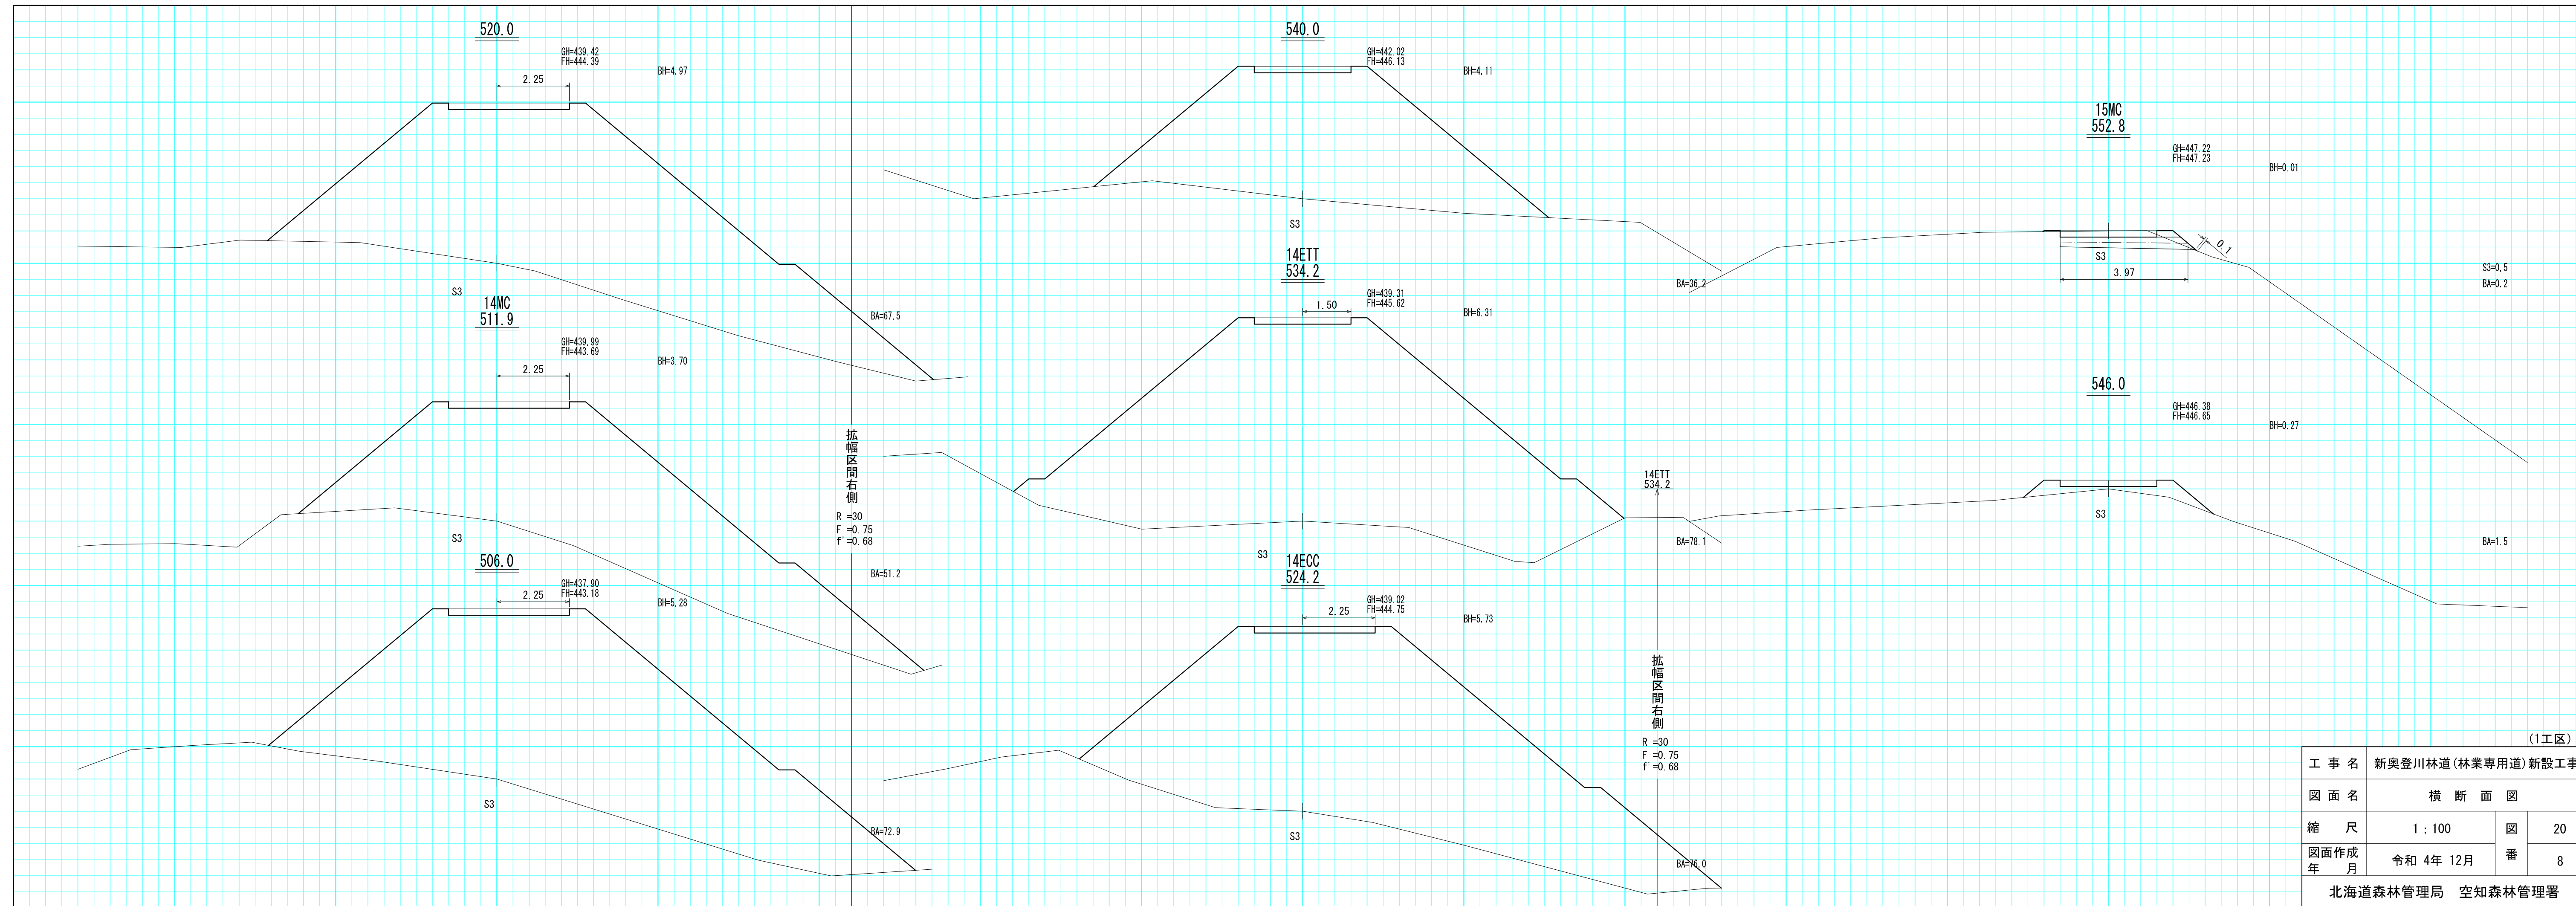 520.0
GH=439.42
FH=444.39
BH=4.97
2.25
S3
BA=67.5
14MC
511.9
GH=439.99
FH=443.69
BH=3.70
2.25
S3
BA=51.2
506.0
GH=437.90
FH=443.18
BH=5.28
2.25
S3
BA=72.9
拡幅区間右側
R =30
F =0.75
f'=0.68
540.0
GH=442.02
FH=446.13
BH=4.11
S3
BA=36.2
14ETT
534.2
GH=439.31
FH=445.62
BH=6.31
1.50
S3
BA=78.1
14ECC
524.2
GH=439.02
FH=444.75
BH=5.73
2.25
S3
BA=76.0
14ETT
534.2
拡幅区間右側
R =30
F =0.75
f'=0.68
15MC
552.8
GH=447.22
FH=447.23
BH=0.01
S3
0.1
3.97
S3=0.5
BA=0.2
546.0
GH=446.38
FH=446.65
BH=0.27
S3
BA=1.5
(1工区)
工事名 新奥登川林道(林業専用道)新設工事
図面名 横断面図
縮尺 1:100 図番 20
図面作成年月 令和 4年 12月 8
北海道森林管理局 空知森林管理署